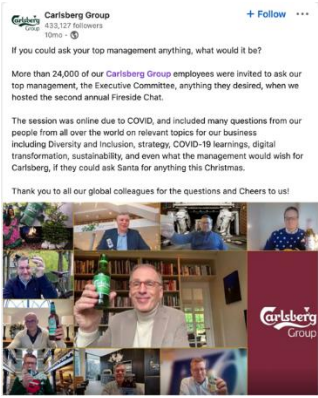 Carlsberg Group
433,127 followers
10mo
+ Follow
If you could ask your top management anything, what would it be?
More than 24,000 of our Carlsberg Group employees were invited to ask our
top management, the Executive Committee, anything they desired, when we
hosted the second annual Fireside Chat.
The session was online due to COVID, and included many questions from our
people from all over the world on relevant topics for our business
including Diversity and Inclusion, strategy, COVID-19 learnings, digital
transformation, sustainability, and even what the management would wish for
Carlsberg, if they could ask Santa for anything this Christmas.
Thank you to all our global colleagues for the questions and Cheers to us!
Carlsberg
Group